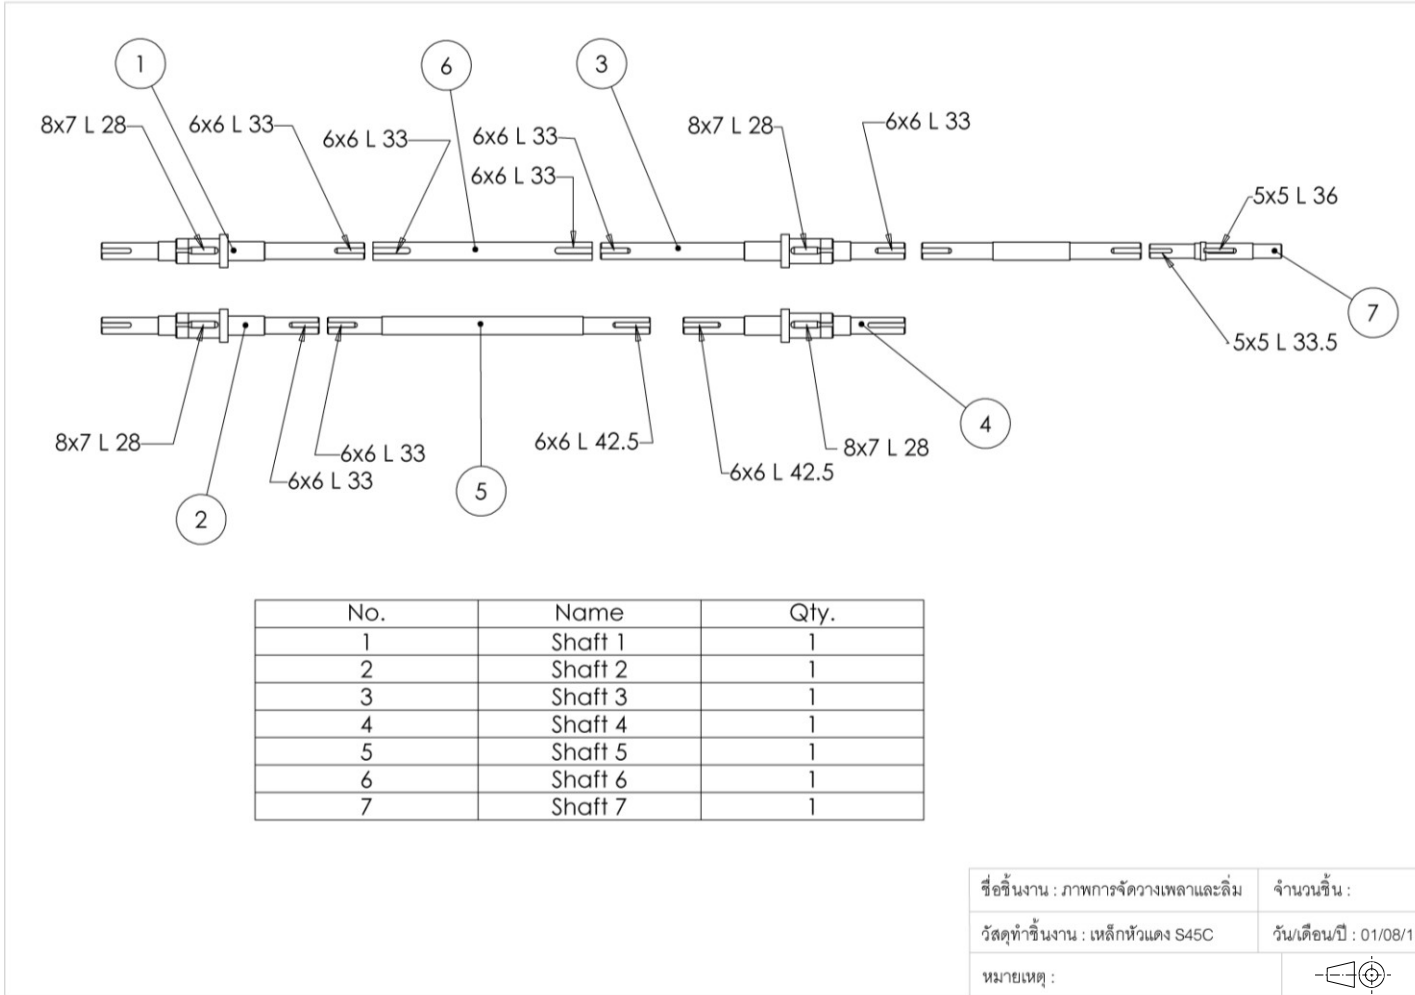 1
6
3
8x7 L 28
6x6 L 33
6x6 L 33
6x6 L 33
6x6 L 33
8x7 L 28
6x6 L 33
5x5 L 36
7
5x5 L 33.5
8x7 L 28
6x6 L 33
6x6 L 33
6x6 L 42.5
6x6 L 42.5
8x7 L 28
4
2
5
No. Name Qty.
1 Shaft 1 1
2 Shaft 2 1
3 Shaft 3 1
4 Shaft 4 1
5 Shaft 5 1
6 Shaft 6 1
7 Shaft 7 1
ชื่อชิ้นงาน : ภาพการจัดวางเพลาและลิ่ม จำนวนชิ้น :
วัสดุทำชิ้นงาน : เหล็กหัวแดง S45C วัน/เดือน/ปี : 01/08/1
หมายเหตุ :